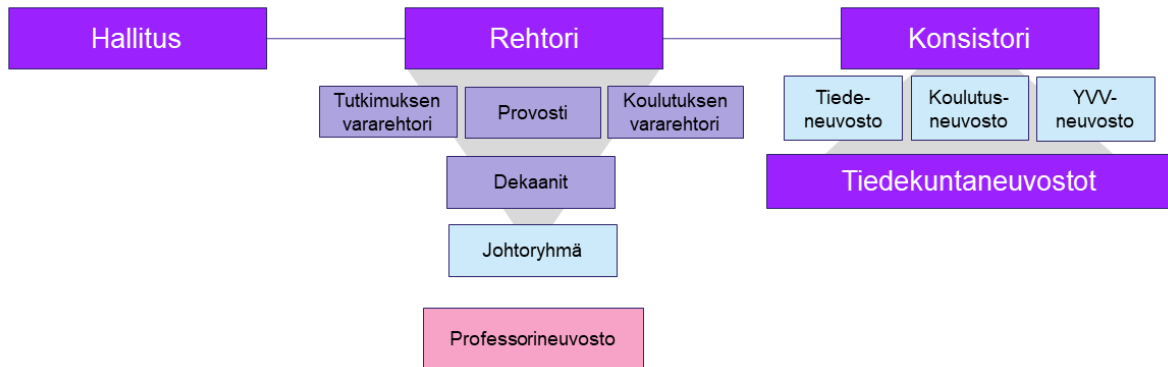 Hallitus
Rehtori
Konsistori
Tutkimuksen
vararehtori
Provosti
Koulutuksen
vararehtori
Tiede-
neuvosto
Koulutus-
neuvosto
YVV-
neuvosto
Dekaanit
Tiedekuntaneuvostot
Johtoryhmä
Professorineuvosto